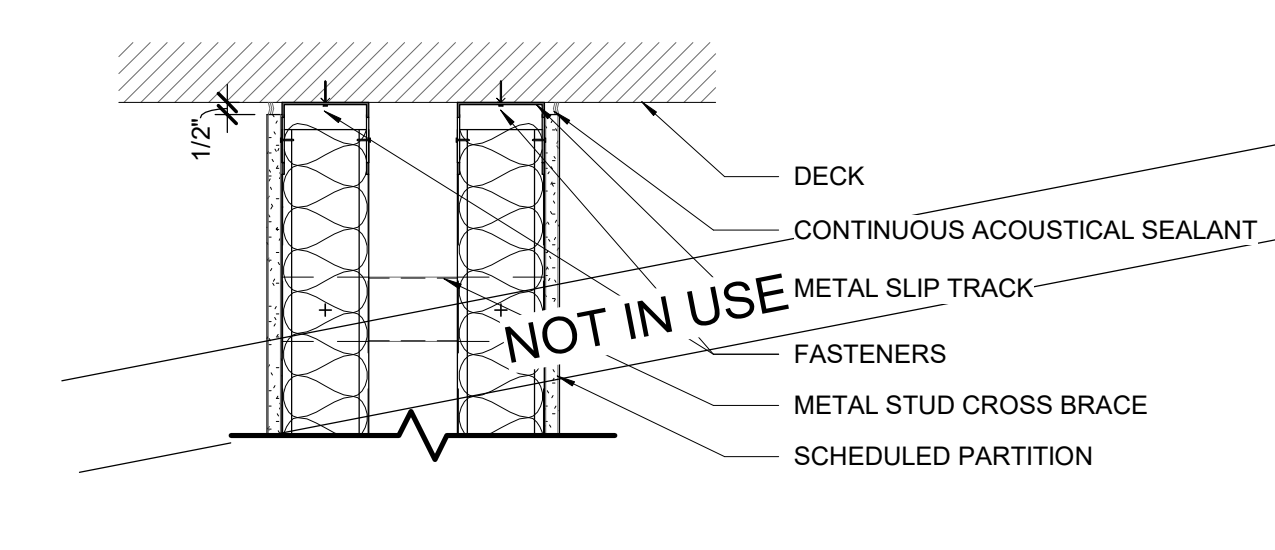 1/2"
DECK
CONTINUOUS ACOUSTICAL SEALANT
METAL SLIP TRACK
NOT IN USE
FASTENERS
METAL STUD CROSS BRACE
SCHEDULED PARTITION